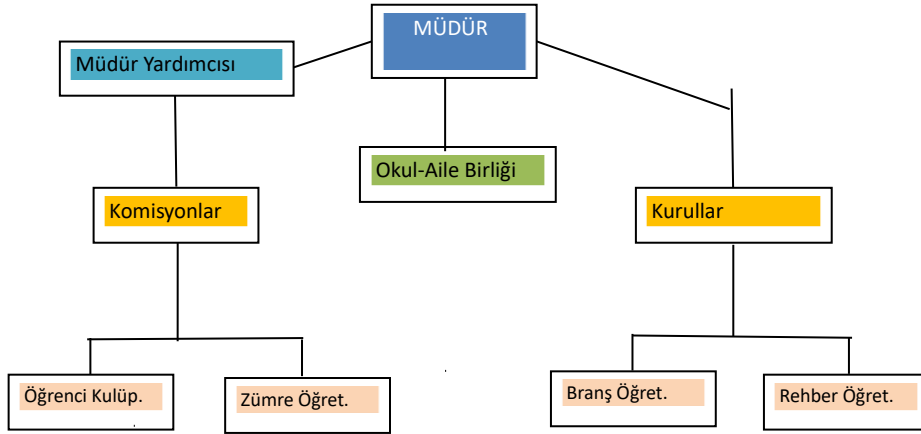 MÜDÜR
Müdür Yardımcısı
Okul-Aile Birliği
Komisyonlar
Kurullar
Öğrenci Kulüp.
Zümre Öğret.
Branş Öğret.
Rehber Öğret.